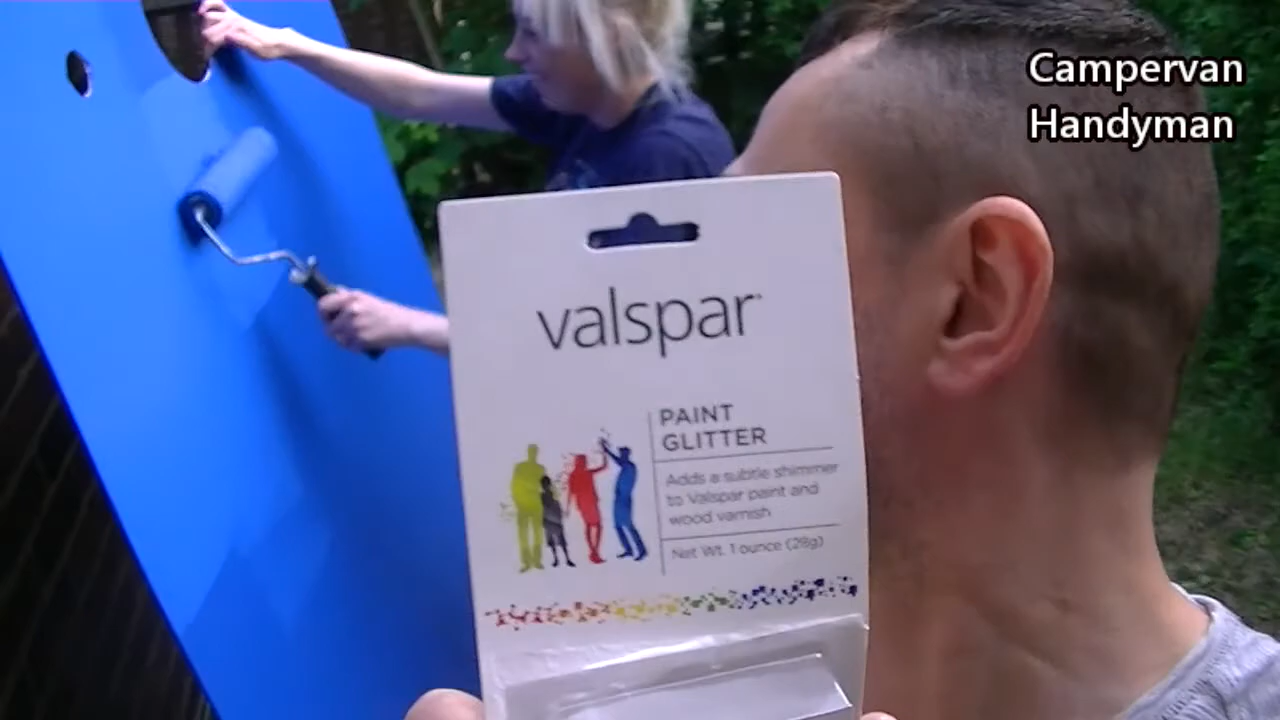 Campervan
Handyman
valspar
PAINT
GLITTER
Adds a subtle shimmer
to Valspar paint and
wood varnish
Net Wt. 1 ounce (28g)